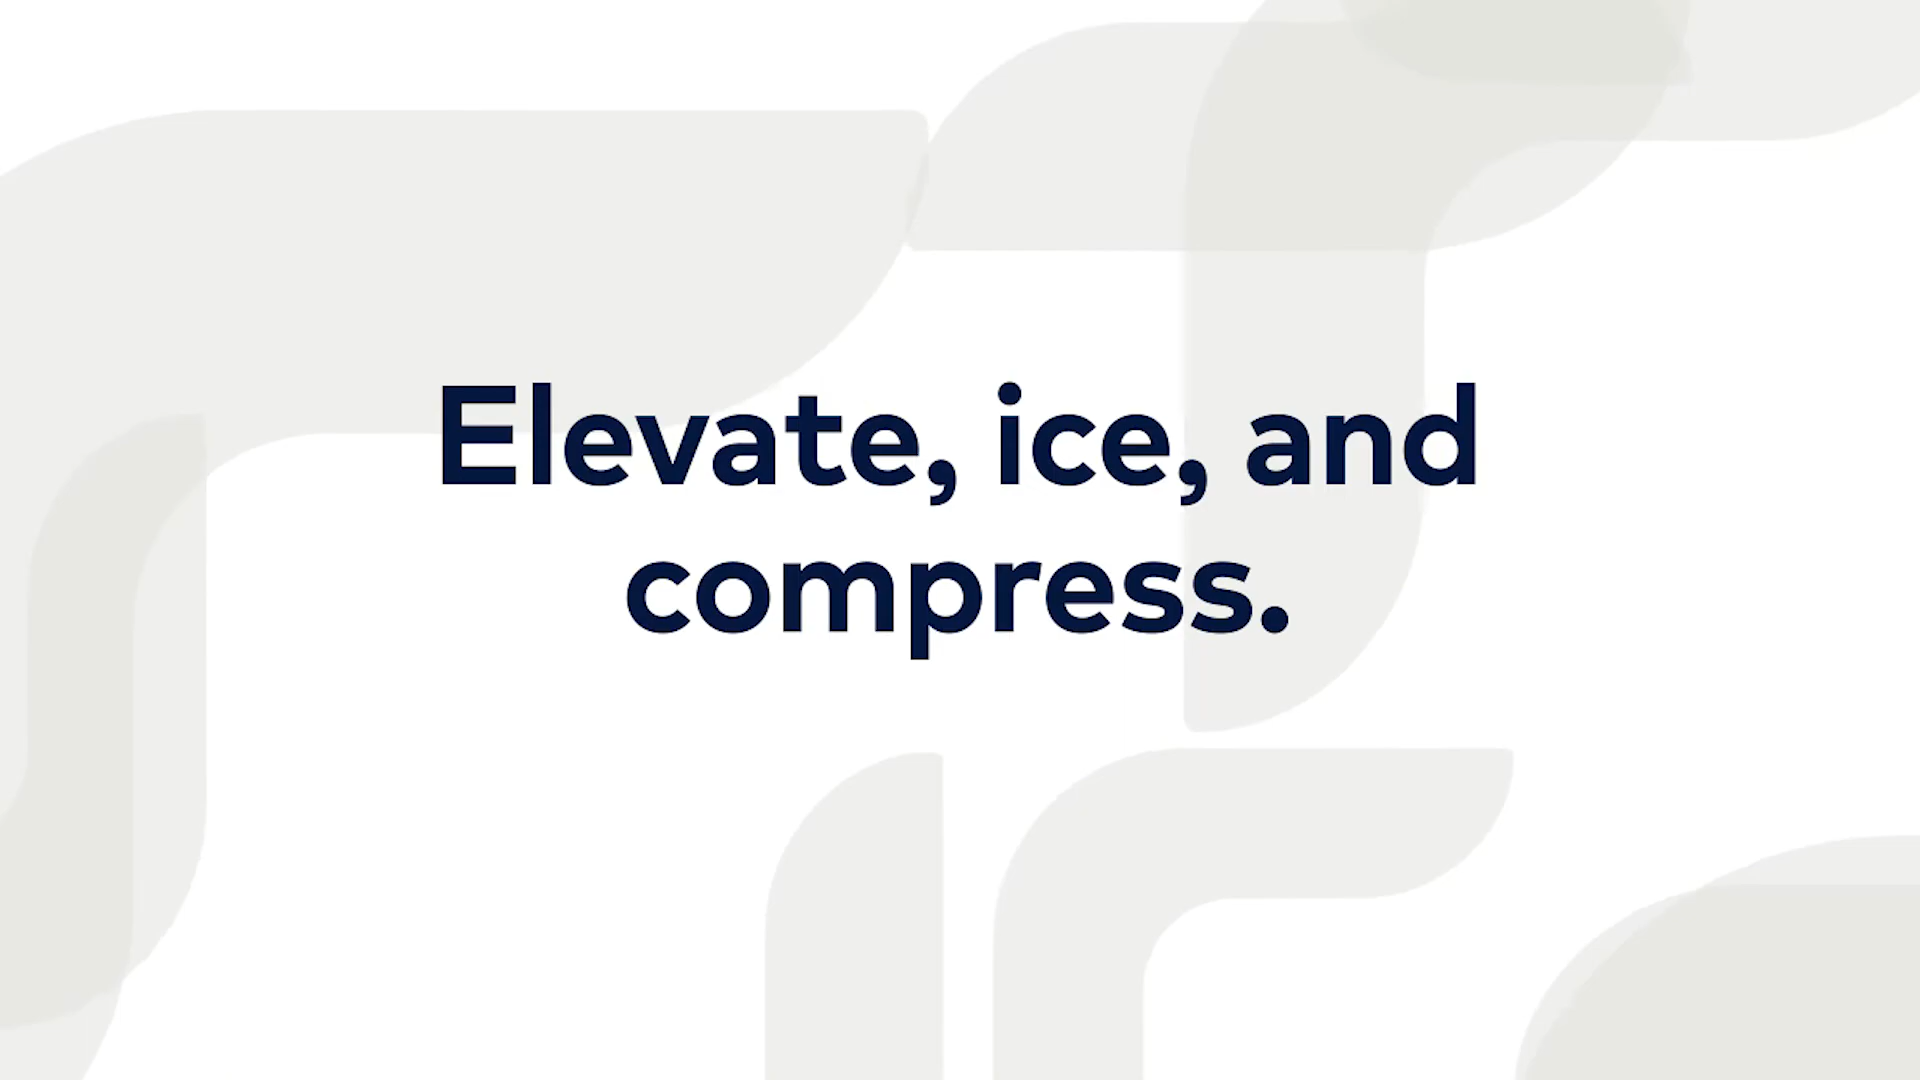 Elevate, ice, and
compress.